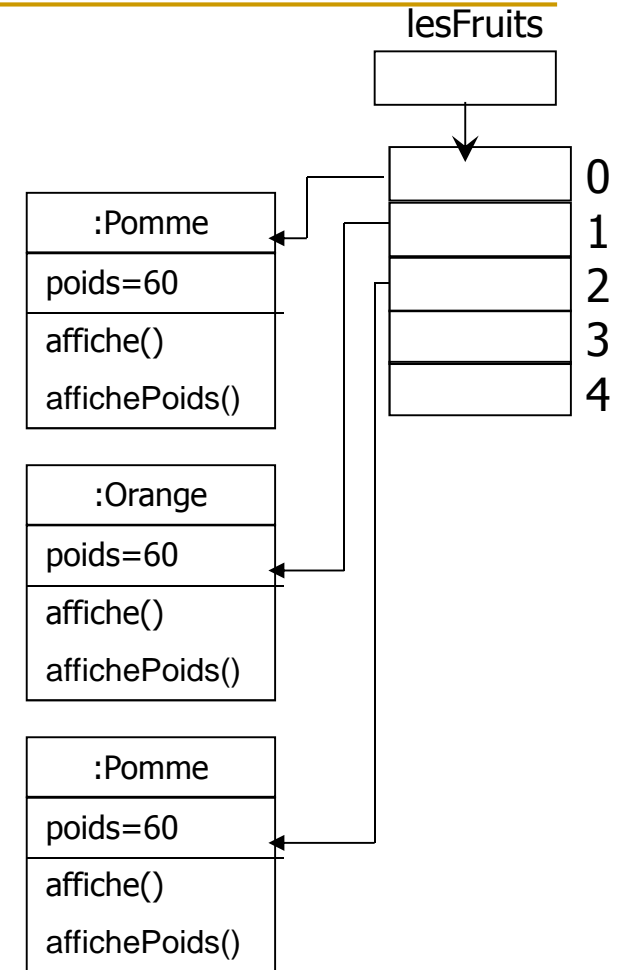 lesFruits
0
1
2
3
4
:Pomme
poids=60
affiche()
affichePoids()
:Orange
poids=60
affiche()
affichePoids()
:Pomme
poids=60
affiche()
affichePoids()